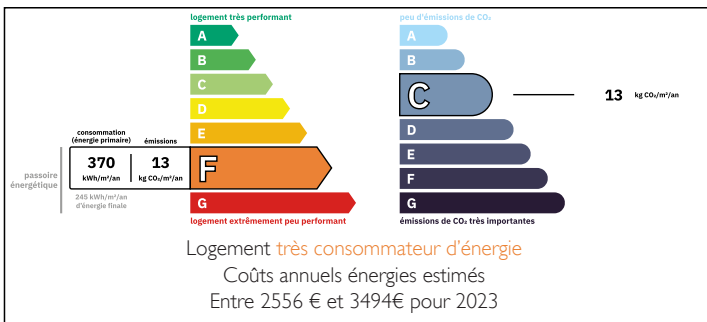 logement très performant
A
B
C
D
E
consommation
(énergie primaire)
émissions
370
kWh/m²/an
13
kg CO₂/m²/an
F
passoire
énergétique
245 kWh/m²/an
d'énergie finale
G
logement extrêmement peu performant
peu d'émissions de CO₂
A
B
C
13 kg CO₂/m²/an
D
E
F
G
émissions de CO₂ très importantes
Logement très consommateur d'énergie
Coûts annuels énergies estimés
Entre 2556 € et 3494€ pour 2023